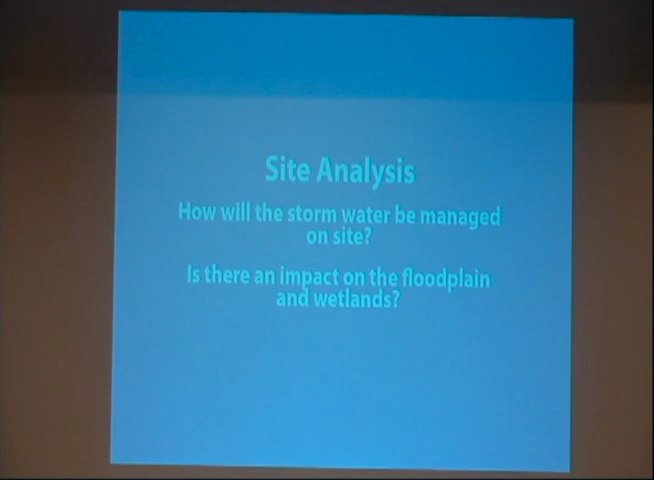 Site Analysis
How will the storm water be managed
on site?
Is there an impact on the floodplain
and wetlands?